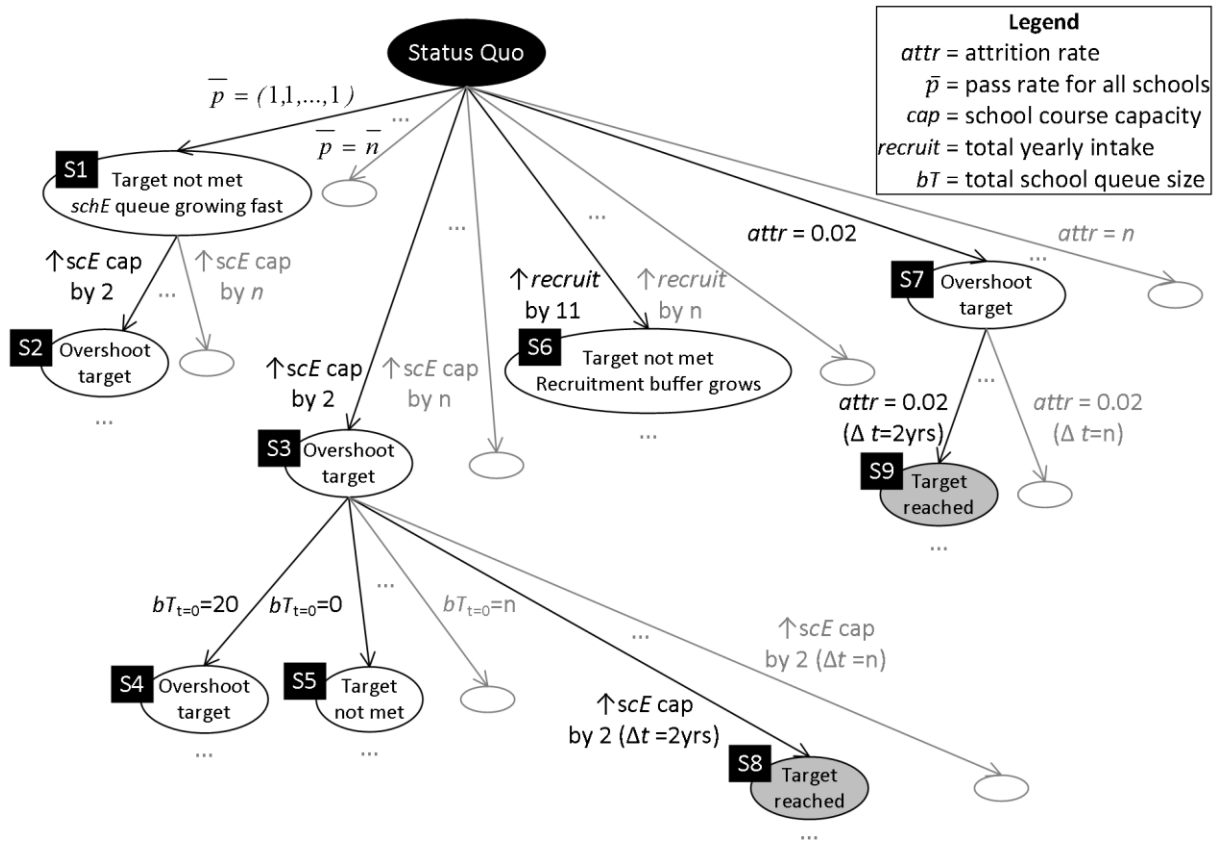 Status Quo
Legend
attr = attrition rate
p̅ = pass rate for all schools
cap = school course capacity
recruit = total yearly intake
bT = total school queue size
p̅ = (1,1,...,1)
...
p̅ = n̅
S1
Target not met
schE queue growing fast
↑scE cap
by 2
...
↑scE cap
by n
S2
Overshoot
target
...
↑scE cap
by 2
...
↑scE cap
by n
S3
Overshoot
target
bT t=0=20
bT t=0=0
...
bT t=0=n
S4
Overshoot
target
...
S5
Target
not met
...
↑scE cap
by 2 (Δt =2yrs)
...
↑scE cap
by 2 (Δt =n)
S8
Target
reached
...
↑recruit
by 11
...
↑recruit
by n
S6
Target not met
Recruitment buffer grows
...
attr = 0.02
...
attr = n
S7
Overshoot
target
attr = 0.02
(Δ t=2yrs)
...
attr = 0.02
(Δ t=n)
S9
Target
reached
...